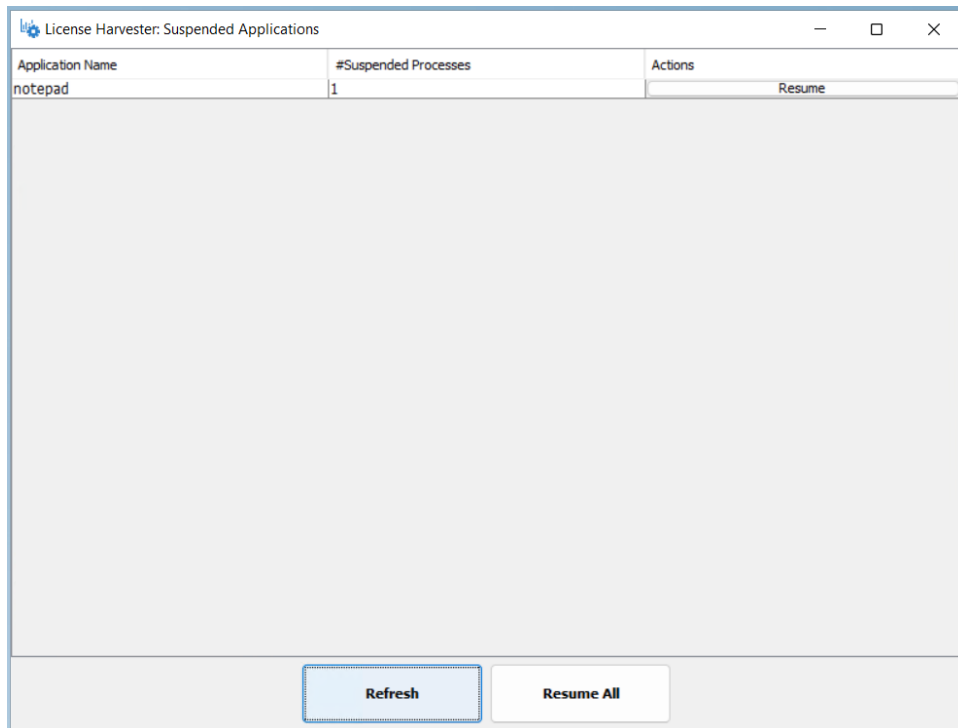 License Harvester: Suspended Applications
Application Name #Suspended Processes Actions
notepad 1 Resume
Refresh Resume All